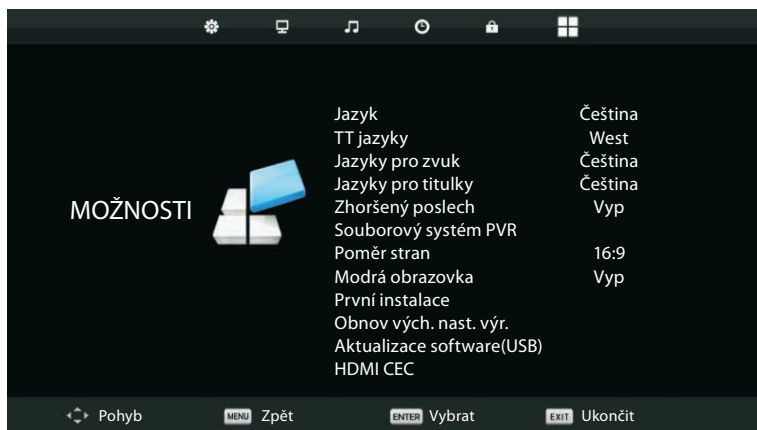 MOŽNOSTI
Jazyk Čeština
TT jazyky West
Jazyky pro zvuk Čeština
Jazyky pro titulky Čeština
Zhoršený poslech Vyp
Souborový systém PVR
Poměr stran 16:9
Modrá obrazovka Vyp
První instalace
Obnov vých. nast. výr.
Aktualizace software(USB)
HDMI CEC
Pohyb MENU Zpět ENTER Vybrat EXIT Ukončit